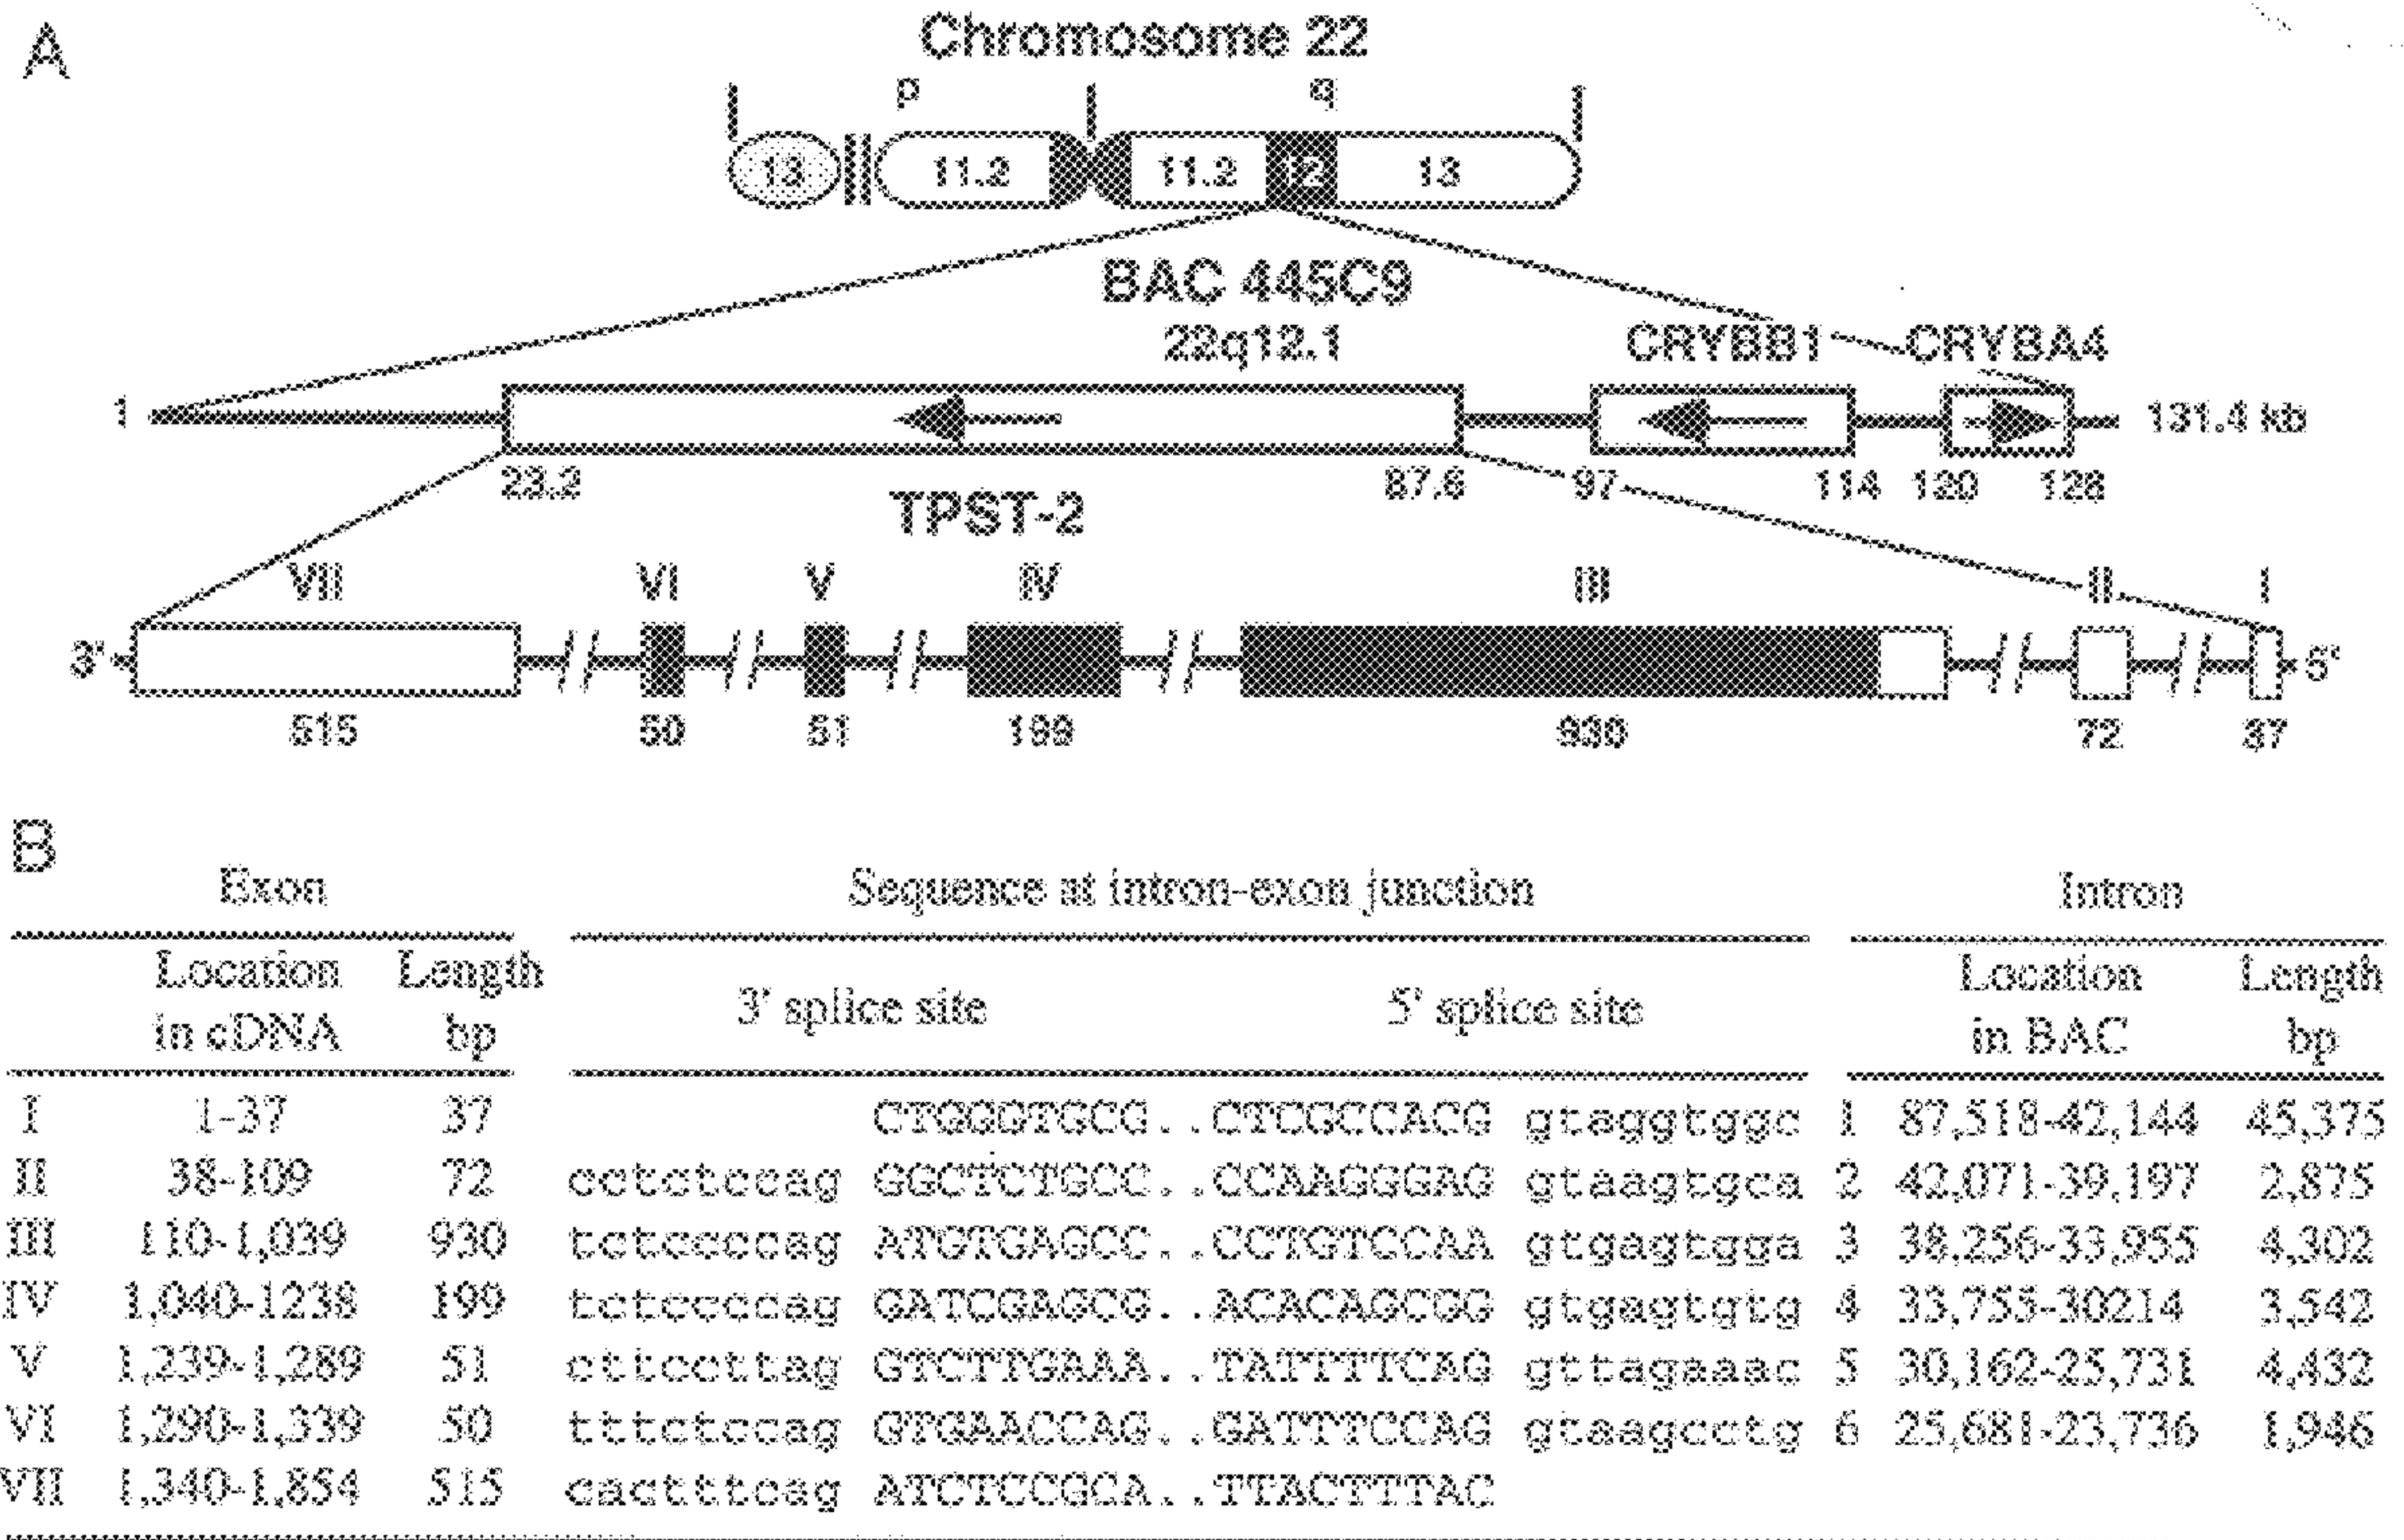 A
Chromosome 22
p q
13 11.2 11.2 12 13
BAC 445C9
22q12.1 CRYBB1 CRYBA4
1 131.4 kb
23.2 87.6 97 114 120 128
TPST-2
VII VI V IV III II I
3' 5'
515 50 51 199 930 72 37
B
Exon Sequence at intron-exon junction Intron
Location Length Location Length
3' splice site 5' splice site
in cDNA bp in BAC bp
I 1-37 37 CTGGGTGCG..CTCGCCACG gtaggtggc 1 87,518-42,144 45,375
II 38-109 72 cctctccag GGCTCTGCC..CCAAGGGAG gtaagtgca 2 42,071-39,197 2,875
III 110-1,039 930 tctccccag ATGTGAGCC..CCTGTCCAA gtgagtgga 3 38,256-33,955 4,302
IV 1,040-1238 199 tctccccag GATCGAGCG..ACACAGCGG gtgagtgtg 4 33,755-30214 3,542
V 1,239-1,289 51 cttccttag GTCTTGAAA..TATTTTCAG gttagaaac 5 30,162-25,731 4,432
VI 1,290-1,339 50 tttctccag GTGAACCAG..GATTTCCAG gtaagcctg 6 25,681-23,736 1,946
VII 1,340-1,854 515 cactttcag ATCTCCGCA..TTACTTTAC